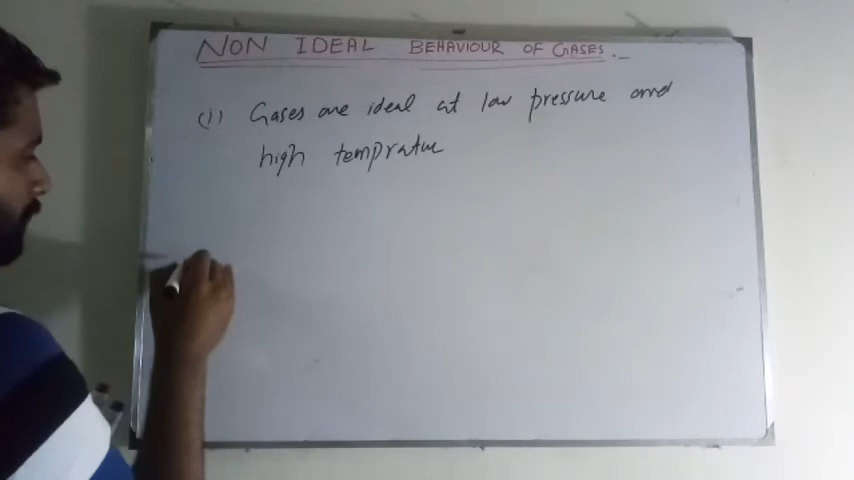 NON IDEAL BEHAVIOUR OF GASES.
(i) Gases are ideal at low pressure and
high temprature